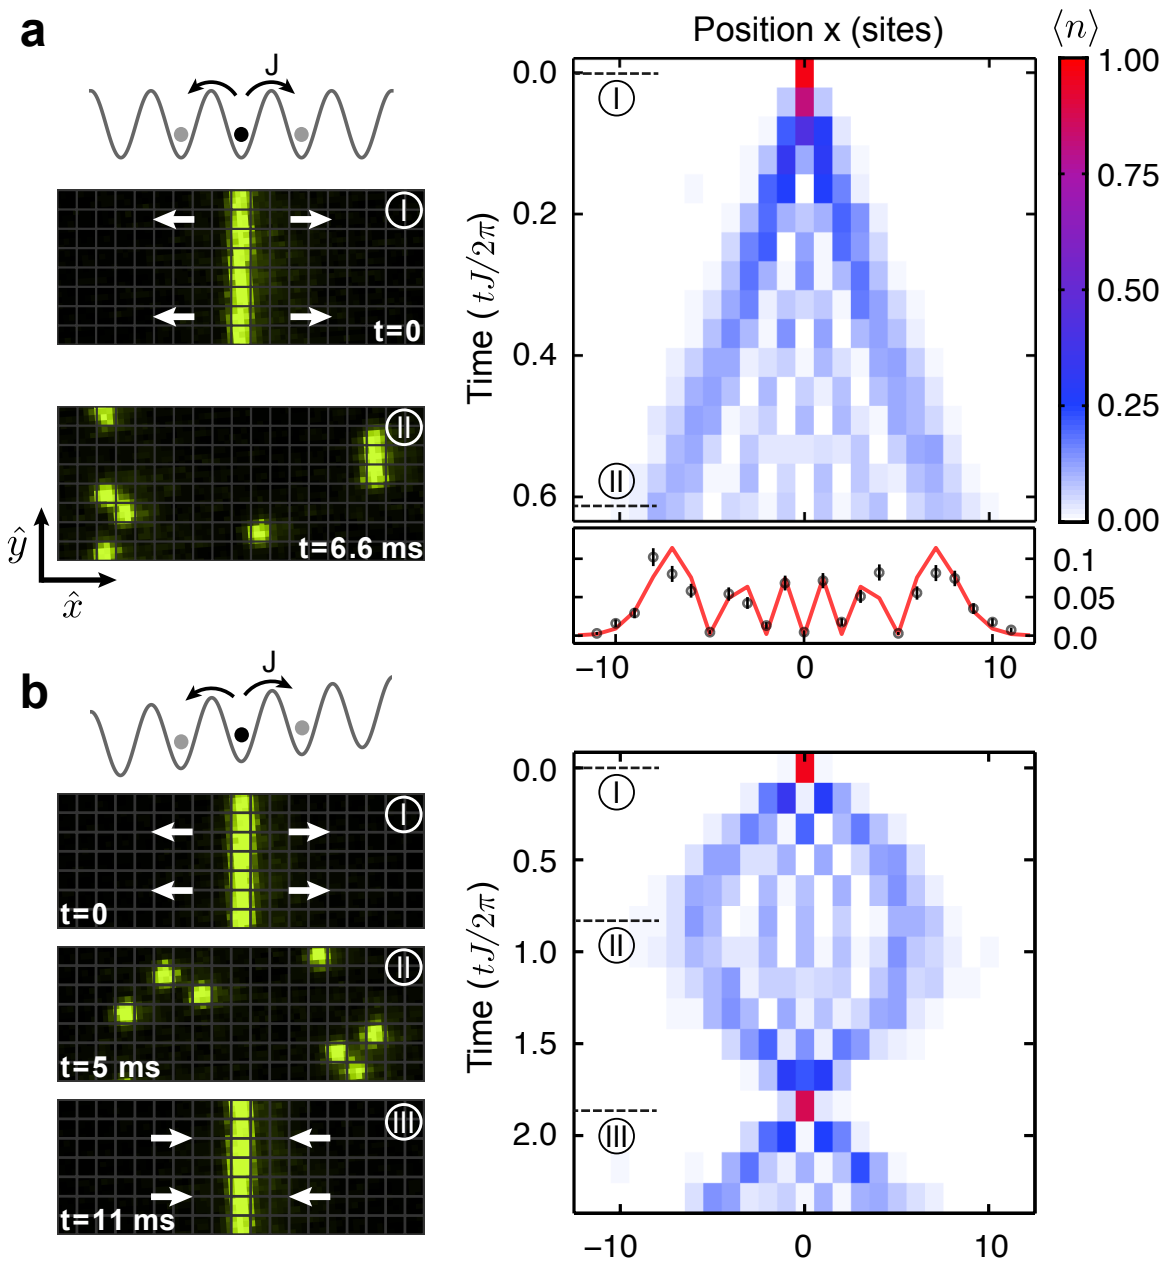 a
J
I
t=0
II
t=6.6 ms
ŷ
x̂
Position x (sites)
⟨n⟩
0.0
0.2
0.4
0.6
Time (tJ/2π)
I
II
1.00
0.75
0.50
0.25
0.00
0.1
0.05
0.0
−10 0 10
b
J
I
t=0
II
t=5 ms
III
t=11 ms
0.0
0.5
1.0
1.5
2.0
Time (tJ/2π)
I
II
III
−10 0 10